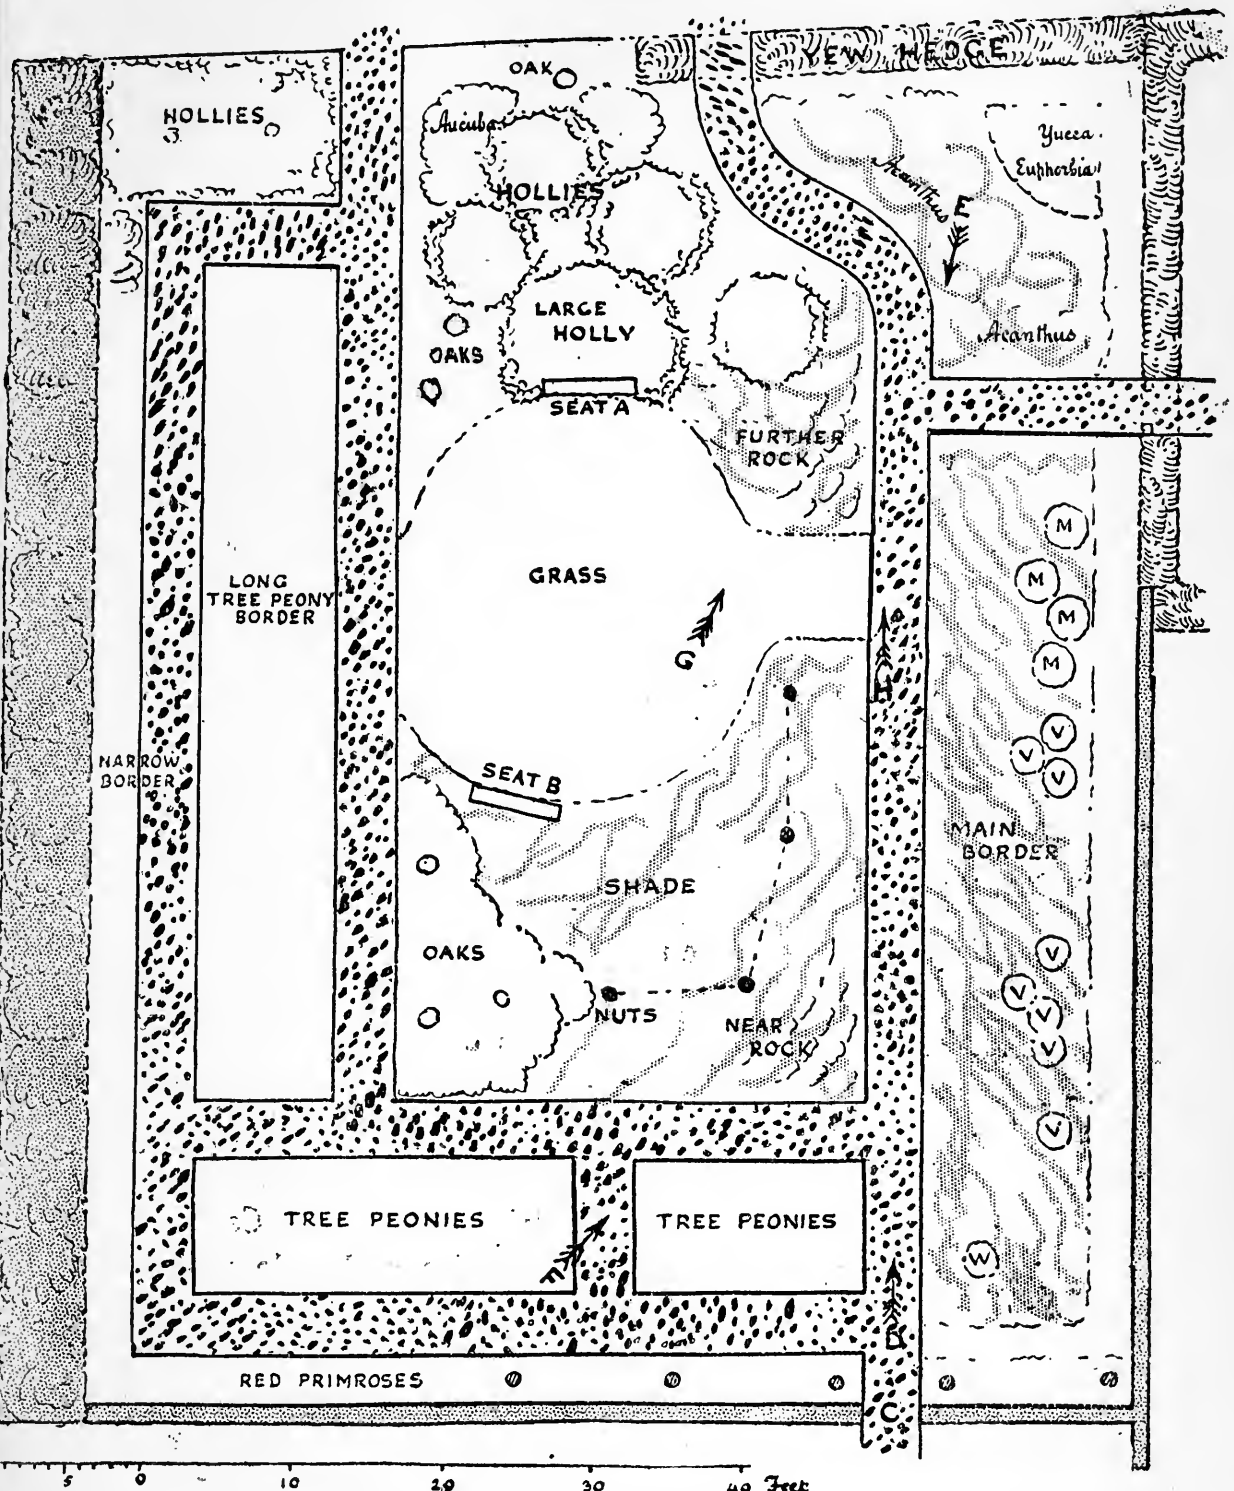 YEW HEDGE
OAK
HOLLIES
3
Aucuba
Yucca
Euphorbia
HOLLIES
Acanthus
E
LARGE
HOLLY
OAKS
Acanthus
SEAT A
FURTHER
ROCK
M
GRASS
LONG
TREE PEONY
BORDER
M
M
G
M
H
V
V
V
NARROW
BORDER
SEAT B
MAIN
BORDER
SHADE
OAKS
V
V
V
V
NUTS
NEAR
ROCK
V
TREE PEONIES
TREE PEONIES
F
W
B
RED PRIMROSES
C
5 0 10 20 30 40 Feet